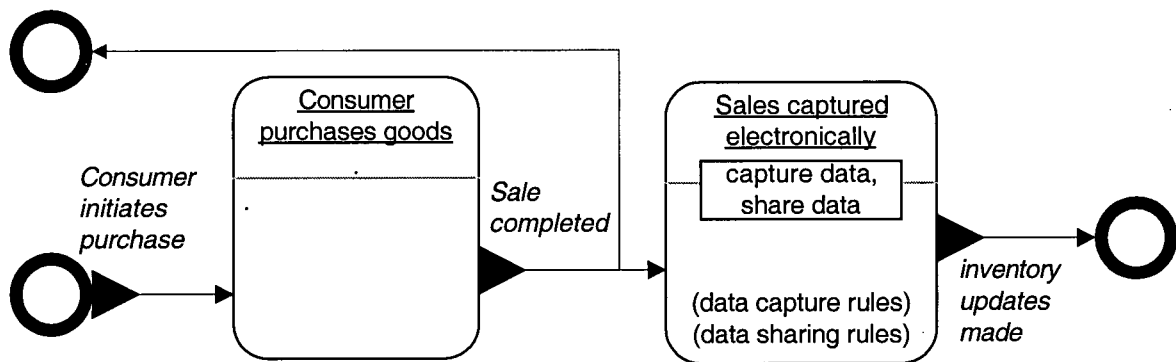 Consumer
initiates
purchase
Consumer
purchases goods
Sale
completed
Sales captured
electronically
capture data,
share data
(data capture rules)
(data sharing rules)
inventory
updates
made